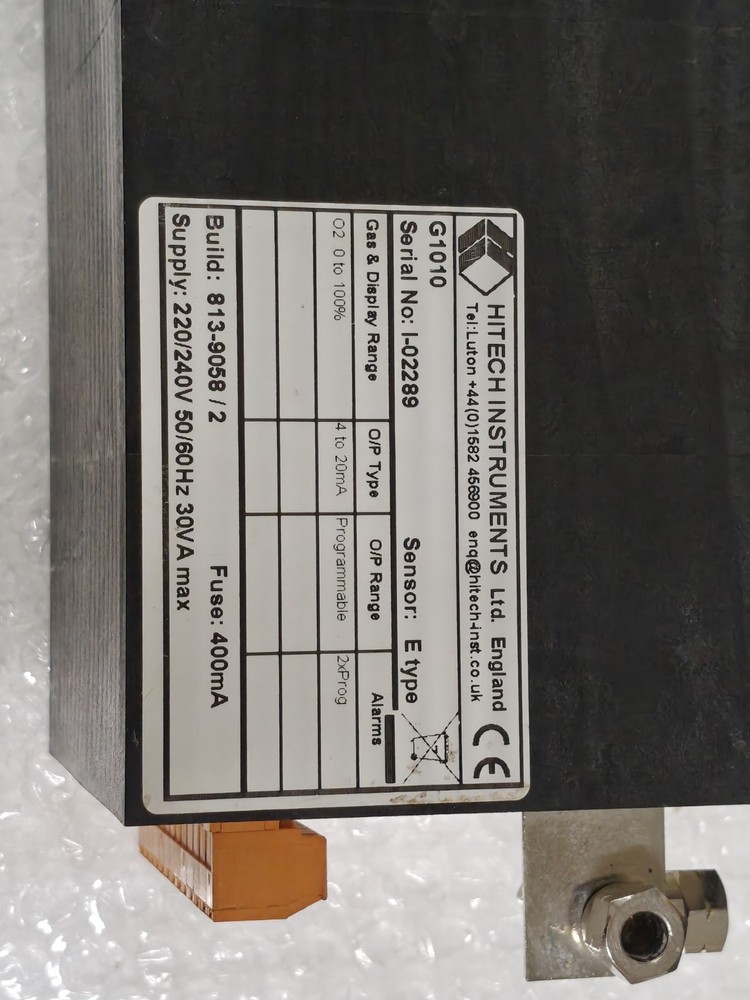 HITECH INSTRUMENTS Ltd. England
Tel:Luton +44(0)1582 456900 enq@hitech-inst.co.uk
CE
G1010
Serial No: I-02289 Sensor: E type
Gas & Display Range O/P Type O/P Range Alarms
O2 0 to 100% 4 to 20mA Programmable 2xProg
Build: 813-9058 / 2 Fuse: 400mA
Supply: 220/240V 50/60Hz 30VA max